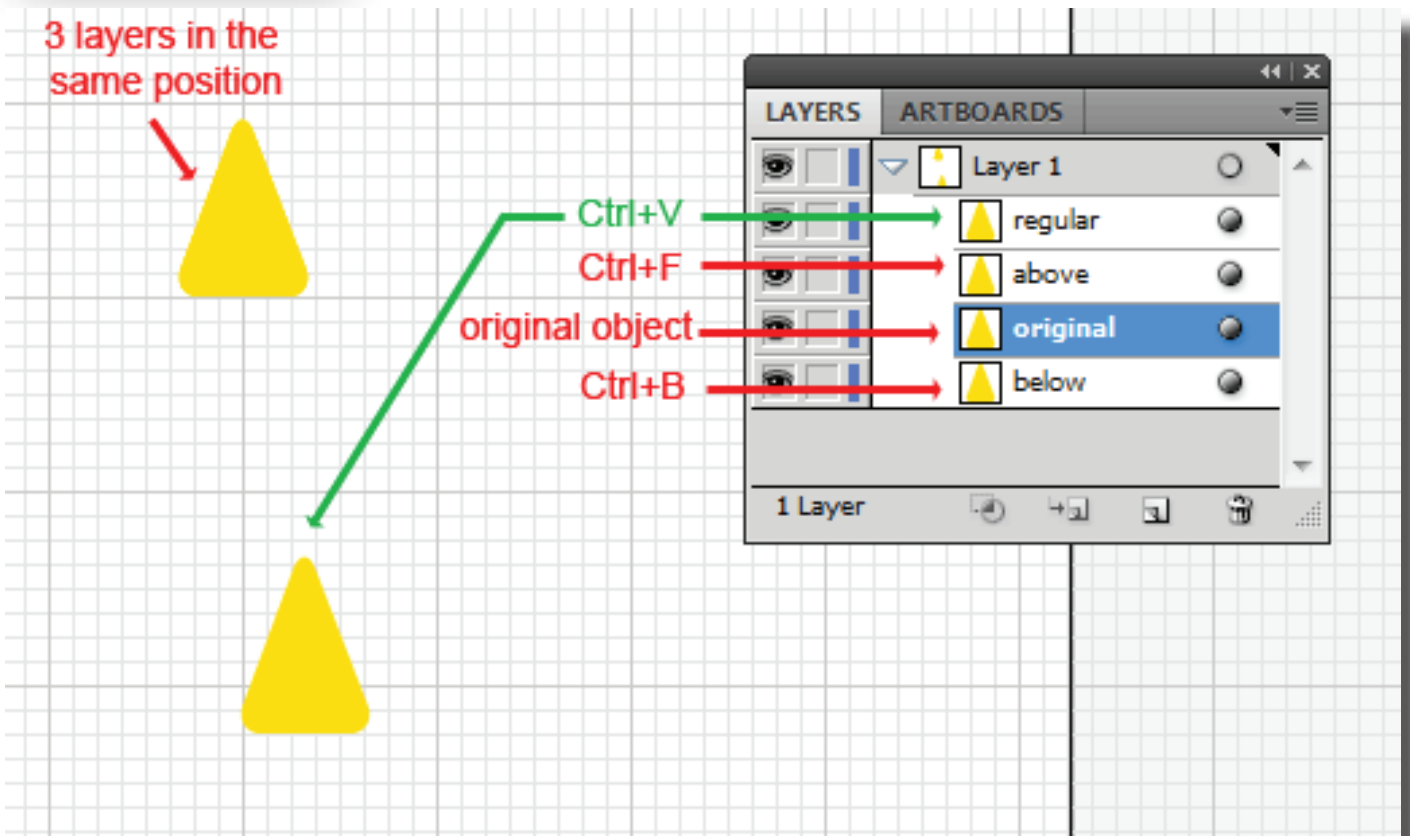 3 layers in the
same position
LAYERS ARTBOARDS
Layer 1
Ctrl+V regular
Ctrl+F above
original object original
Ctrl+B below
1 Layer